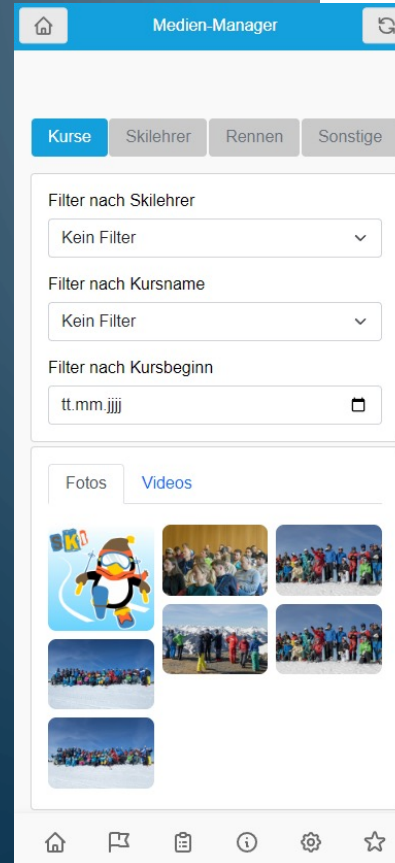 Medien-Manager
Kurse Skilehrer Rennen Sonstige
Filter nach Skilehrer
Kein Filter
Filter nach Kursname
Kein Filter
Filter nach Kursbeginn
tt.mm.jjjj
Fotos Videos
SKI